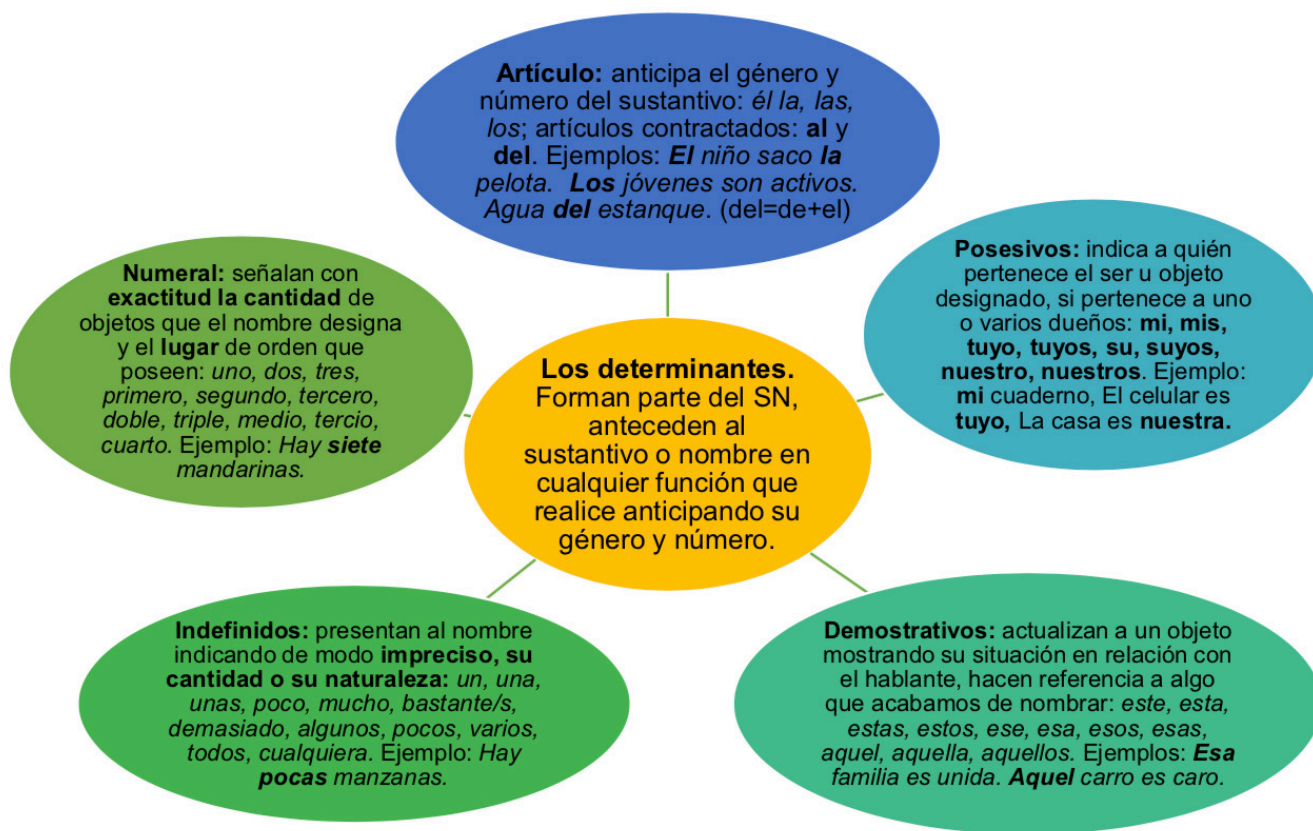 Artículo: anticipa el género y
número del sustantivo: él la, las,
los; artículos contractados: al y
del. Ejemplos: El niño saco la
pelota. Los jóvenes son activos.
Agua del estanque. (del=de+el)
Numeral: señalan con
exactitud la cantidad de
objetos que el nombre designa
y el lugar de orden que
poseen: uno, dos, tres,
primero, segundo, tercero,
doble, triple, medio, tercio,
cuarto. Ejemplo: Hay siete
mandarinas.
Posesivos: indica a quién
pertenece el ser u objeto
designado, si pertenece a uno
o varios dueños: mi, mis,
tuyo, tuyos, su, suyos,
nuestro, nuestros. Ejemplo:
mi cuaderno, El celular es
tuyo, La casa es nuestra.
Los determinantes.
Forman parte del SN,
anteceden al
sustantivo o nombre en
cualquier función que
realice anticipando su
género y número.
Indefinidos: presentan al nombre
indicando de modo impreciso, su
cantidad o su naturaleza: un, una,
unas, poco, mucho, bastante/s,
demasiado, algunos, pocos, varios,
todos, cualquiera. Ejemplo: Hay
pocas manzanas.
Demostrativos: actualizan a un objeto
mostrando su situación en relación con
el hablante, hacen referencia a algo
que acabamos de nombrar: este, esta,
estas, estos, ese, esa, esos, esas,
aquel, aquella, aquellos. Ejemplos: Esa
familia es unida. Aquel carro es caro.